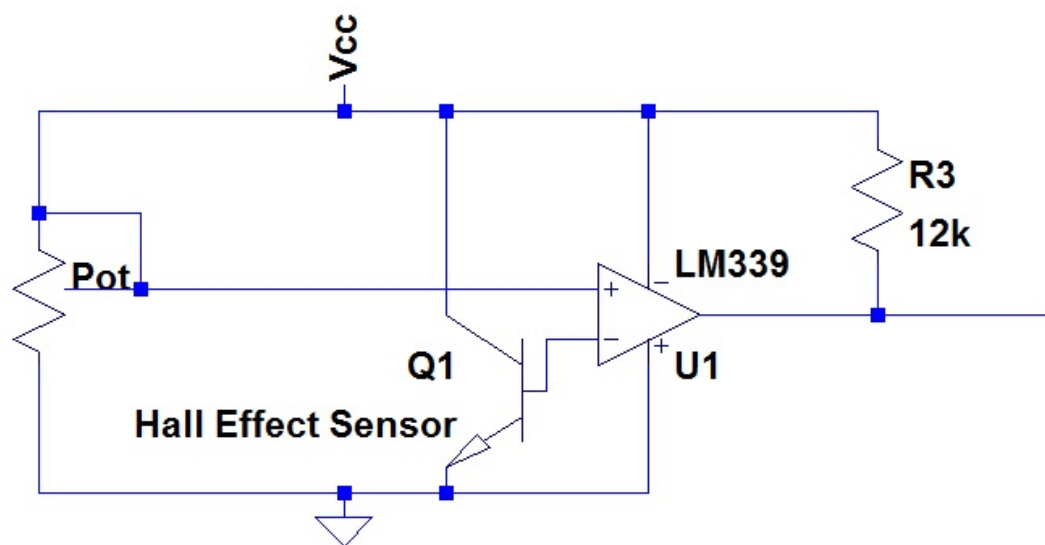 Vcc
R3
12k
Pot
LM339
+
−
−
+
Q1
U1
Hall Effect Sensor